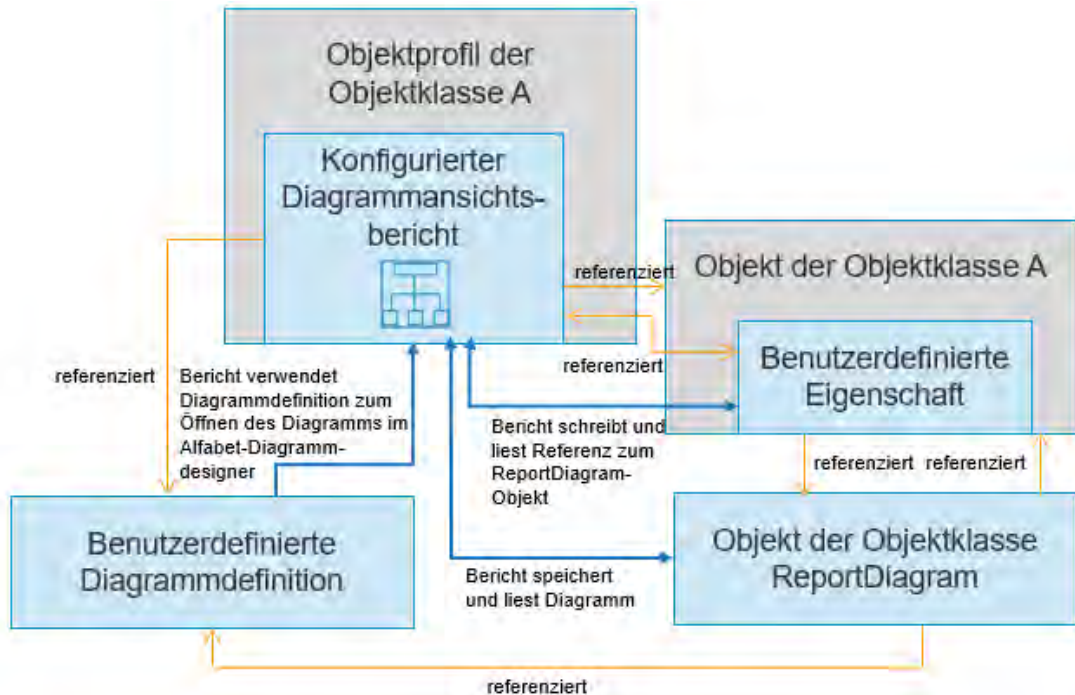 Objektprofil der
Objektklasse A
Konfigurierter
Diagrammansichts-
bericht
referenziert
Objekt der Objektklasse A
referenziert
Benutzerdefinierte
Eigenschaft
referenziert
Bericht verwendet
Diagrammdefinition zum
Öffnen des Diagramms im
Alfabet-Diagramm-
designer
Bericht schreibt und
liest Referenz zum
ReportDiagram-
Objekt
referenziert referenziert
Benutzerdefinierte
Diagrammdefinition
Objekt der Objektklasse
ReportDiagram
Bericht speichert
und liest Diagramm
referenziert